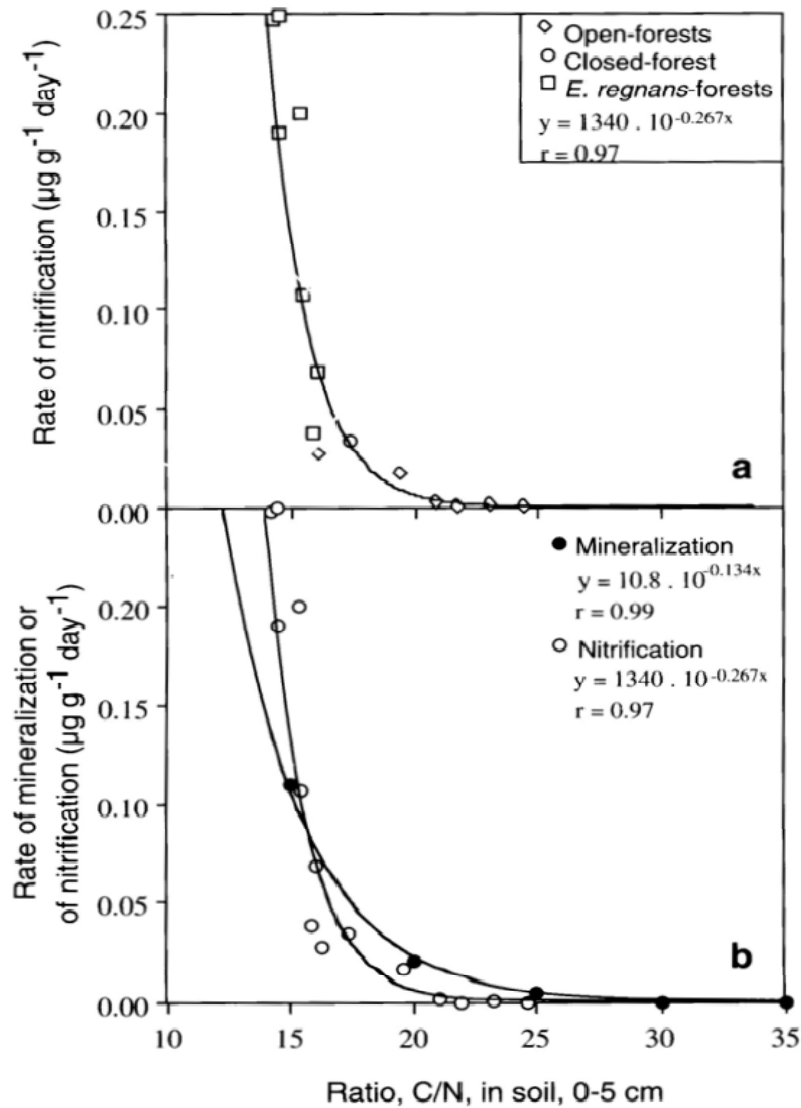 0.25
0.20
0.15
0.10
0.05
0.00
Rate of nitrification (µg g⁻¹ day⁻¹)
Open-forests
Closed-forest
E. regnans-forests
y = 1340 . 10^-0.267x
r = 0.97
a
0.20
0.15
0.10
0.05
0.00
Rate of mineralization or
of nitrification (µg g⁻¹ day⁻¹)
Mineralization
y = 10.8 . 10^-0.134x
r = 0.99
Nitrification
y = 1340 . 10^-0.267x
r = 0.97
b
10 15 20 25 30 35
Ratio, C/N, in soil, 0-5 cm